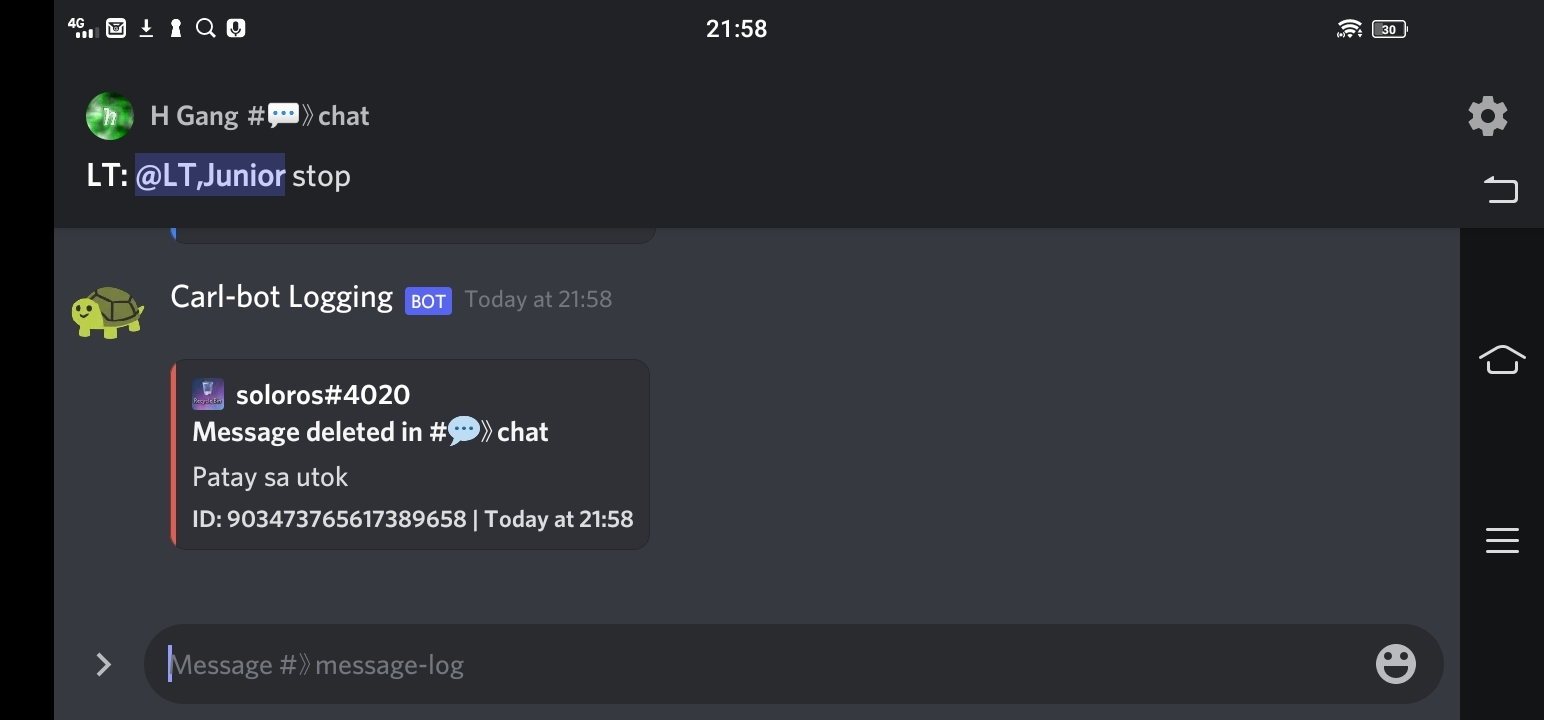 4G 21:58 30
H Gang #💬》chat
LT: @LT,Junior stop
Carl-bot Logging BOT Today at 21:58
soloros#4020
Message deleted in #💬》chat
Patay sa utok
ID: 903473765617389658 | Today at 21:58
Message #》message-log